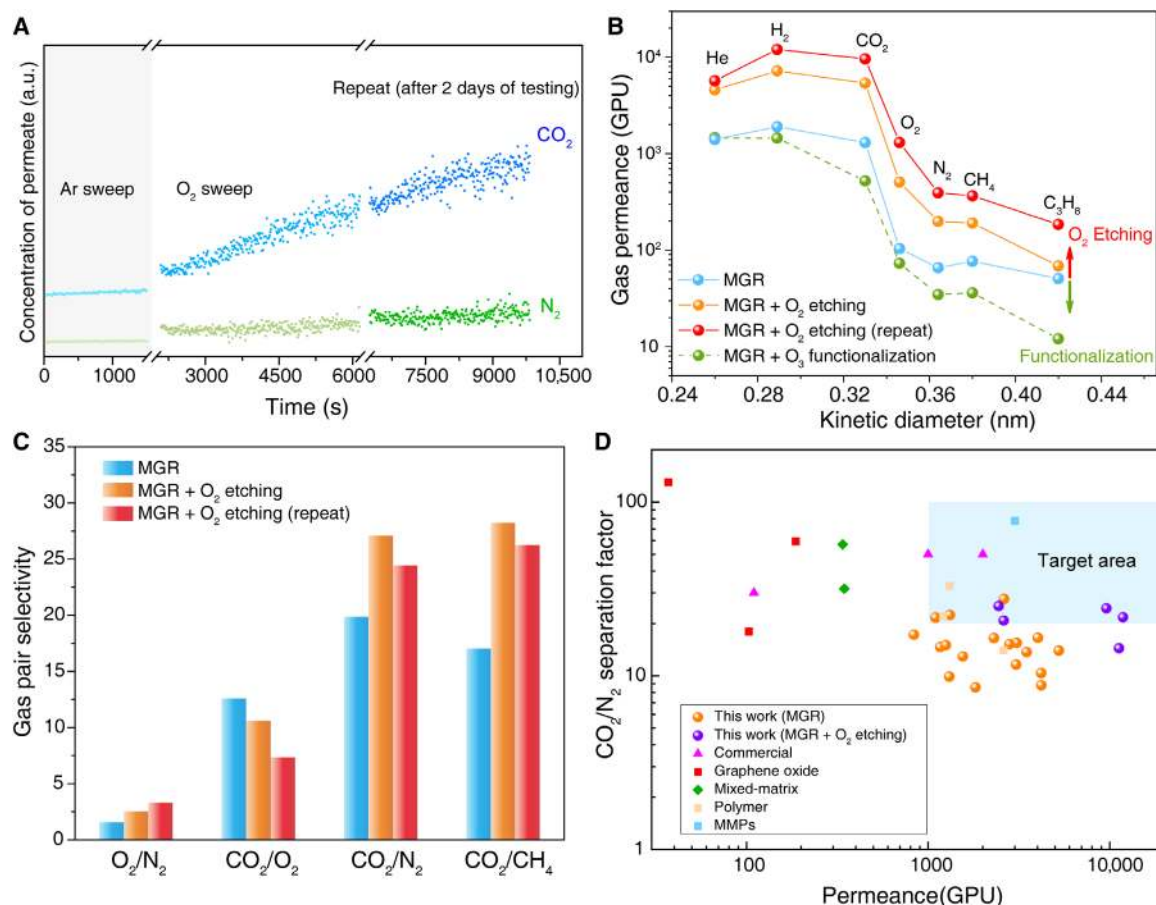 A
Concentration of permeate (a.u.)
Ar sweep
O₂ sweep
Repeat (after 2 days of testing)
CO₂
N₂
0
1000
3000
4500
6000
7500
9000
10,500
Time (s)
B
Gas permeance (GPU)
10⁴
10³
10²
10
He
H₂
CO₂
O₂
N₂
CH₄
C₃H₈
O₂ Etching
Functionalization
MGR
MGR + O₂ etching
MGR + O₂ etching (repeat)
MGR + O₃ functionalization
0.24
0.28
0.32
0.36
0.40
0.44
Kinetic diameter (nm)
C
Gas pair selectivity
35
30
25
20
15
10
5
0
MGR
MGR + O₂ etching
MGR + O₂ etching (repeat)
O₂/N₂
CO₂/O₂
CO₂/N₂
CO₂/CH₄
D
CO₂/N₂ separation factor
100
10
1
Target area
This work (MGR)
This work (MGR + O₂ etching)
Commercial
Graphene oxide
Mixed-matrix
Polymer
MMPs
100
1000
10,000
Permeance(GPU)